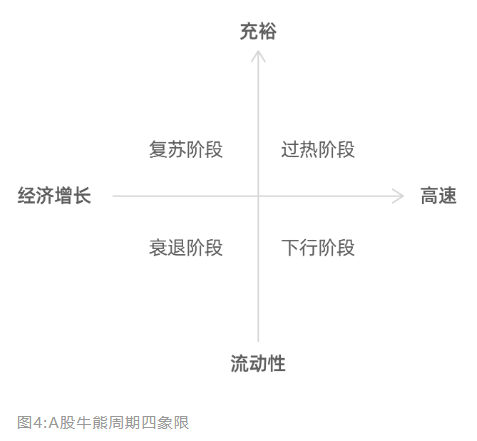 充裕
复苏阶段 过热阶段
经济增长 高速
衰退阶段 下行阶段
流动性
图4:A股牛熊周期四象限